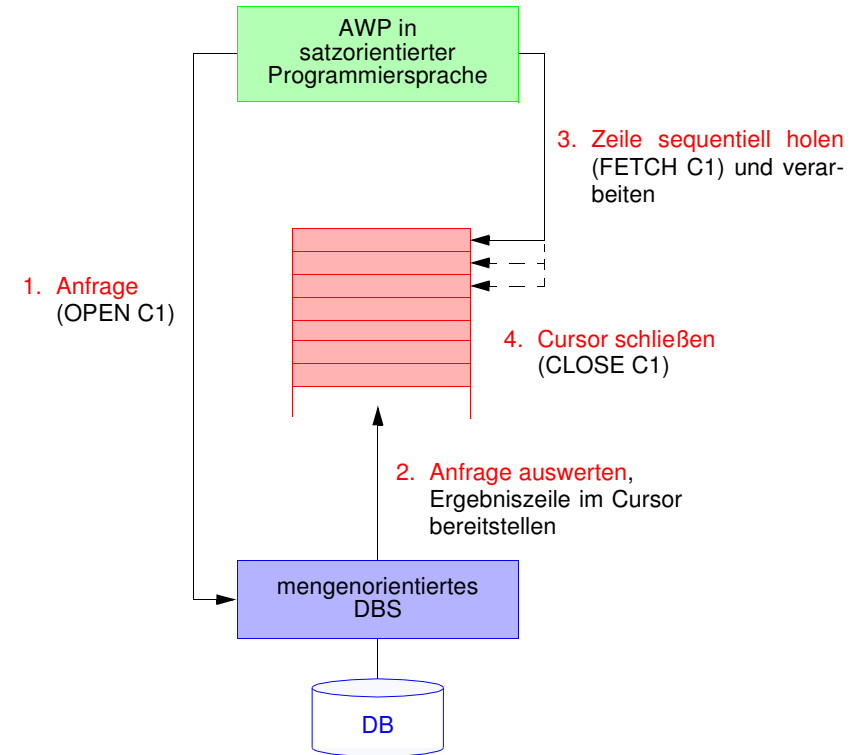 AWP in
satzorientierter
Programmiersprache
3. Zeile sequentiell holen
(FETCH C1) und verar-
beiten
1. Anfrage
(OPEN C1)
4. Cursor schließen
(CLOSE C1)
2. Anfrage auswerten,
Ergebniszeile im Cursor
bereitstellen
mengenorientiertes
DBS
DB